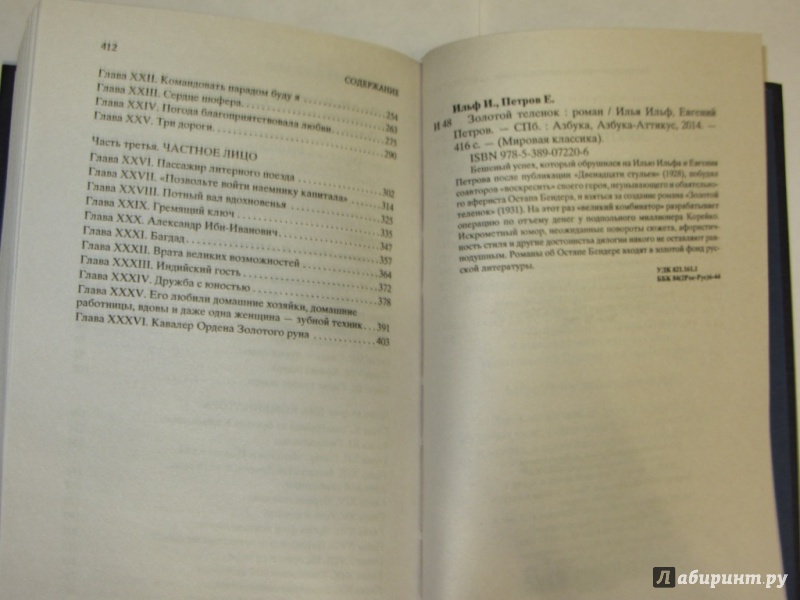 412
СОДЕРЖАНИЕ
Глава XXII. Командовать парадом буду я 254
Глава XXIII. Сердце шофера 263
Глава XXIV. Погода благоприятствовала любви 275
Глава XXV. Три дороги 290
Часть третья. ЧАСТНОЕ ЛИЦО
Глава XXVI. Пассажир литерного поезда 302
Глава XXVII. «Позвольте войти наемнику капитала» 314
Глава XXVIII. Потный вал вдохновенья 325
Глава XXIX. Гремящий ключ 335
Глава XXX. Александр Ибн-Иванович 347
Глава XXXI. Багдад 357
Глава XXXII. Врата великих возможностей 364
Глава XXXIII. Индийский гость 372
Глава XXXIV. Дружба с юностью 378
Глава XXXV. Его любили домашние хозяйки, домашние
работницы, вдовы и даже одна женщина — зубной техник 391
Глава XXXVI. Кавалер Ордена Золотого руна 403
Ильф И., Петров Е.
И 48 Золотой теленок : роман / Илья Ильф, Евгений
Петров. — СПб. : Азбука, Азбука-Аттикус, 2014. —
416 с. — (Мировая классика).
ISBN 978-5-389-07220-6
Бешеный успех, который обрушился на Илью Ильфа и Евгения
Петрова после публикации «Двенадцати стульев» (1928), побудил
соавторов «воскресить» своего героя, неунывающего и обаятельно-
го афериста Остапа Бендера, и взяться за создание романа «Золотой
теленок» (1931). На этот раз «великий комбинатор» разрабатывает
операцию по отъему денег у подпольного миллионера Корейко.
Искрометный юмор, неожиданные повороты сюжета, афористич-
ность стиля и другие достоинства дилогии никого не оставляют рав-
нодушным. Романы об Остапе Бендере входят в золотой фонд рус-
ской литературы.
УДК 821.161.1
ББК 84(2Рос-Рус)6-44
Лабиринт.ру